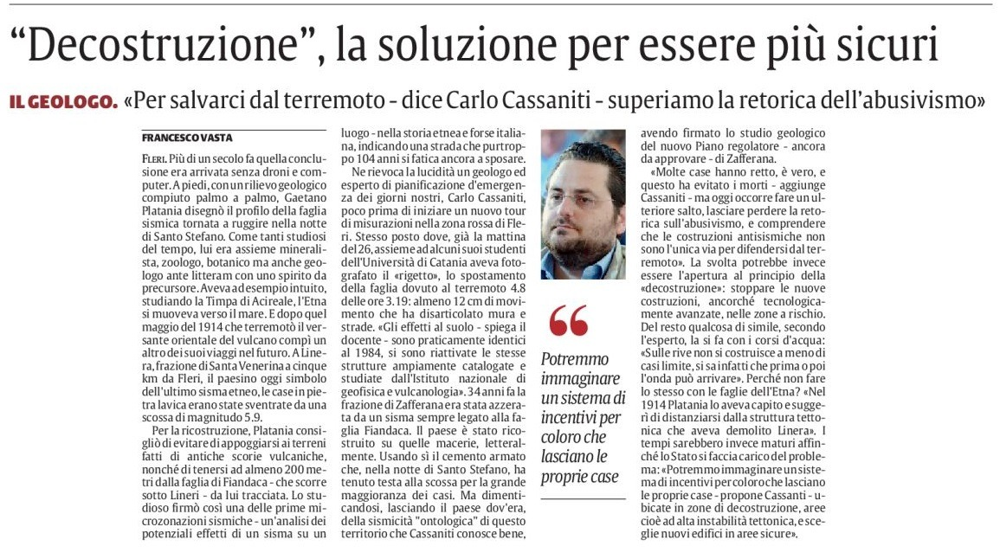 “Decostruzione”, la soluzione per essere più sicuri
IL GEOLOGO. «Per salvarci dal terremoto - dice Carlo Cassaniti - superiamo la retorica dell’abusivismo»
FRANCESCO VASTA
FLERI. Più di un secolo fa quella conclu-
sione era arrivata senza droni e com-
puter. A piedi, con un rilievo geologico
compiuto palmo a palmo, Gaetano
Platania disegnò il profilo della faglia
sismica tornata a ruggire nella notte
di Santo Stefano. Come tanti studiosi
del tempo, lui era assieme minerali-
sta, zoologo, botanico ma anche geo-
logo ante litteram con uno spirito da
precursore. Aveva ad esempio intuito,
studiando la Timpa di Acireale, l'Etna
si muoveva verso il mare. E dopo quel
maggio del 1914 che terremotò il ver-
sante orientale del vulcano compì un
altro dei suoi viaggi nel futuro. A Line-
ra, frazione di Santa Venerina a cinque
km da Fleri, il paesino oggi simbolo
dell'ultimo sisma etneo, le case in pie-
tra lavica erano state sventrate da una
scossa di magnitudo 5.9.
Per la ricostruzione, Platania consi-
gliò di evitare di appoggiarsi ai terreni
fatti di antiche scorie vulcaniche,
nonché di tenersi ad almeno 200 me-
tri dalla faglia di Fiandaca - che scorre
sotto Lineri - da lui tracciata. Lo stu-
dioso firmò così una delle prime mi-
crozonazioni sismiche - un'analisi dei
potenziali effetti di un sisma su un
luogo - nella storia etnea e forse italia-
na, indicando una strada che purtrop-
po 104 anni si fatica ancora a sposare.
Ne rievoca la lucidità un geologo ed
esperto di pianificazione d'emergen-
za dei giorni nostri, Carlo Cassaniti,
poco prima di iniziare un nuovo tour
di misurazioni nella zona rossa di Fle-
ri. Stesso posto dove, già la mattina
del 26, assieme ad alcuni suoi studenti
dell'Università di Catania aveva foto-
grafato il «rigetto», lo spostamento
della faglia dovuto al terremoto 4.8
delle ore 3.19: almeno 12 cm di movi-
mento che ha disarticolato mura e
strade. «Gli effetti al suolo - spiega il
docente - sono praticamente identici
al 1984, si sono riattivate le stesse
strutture ampiamente catalogate e
studiate dall'Istituto nazionale di
geofisica e vulcanologia». 34 anni fa la
frazione di Zafferana era stata azzera-
ta da un sisma sempre legato alla fa-
glia Fiandaca. Il paese è stato rico-
struito su quelle macerie, letteral-
mente. Usando sì il cemento armato
che, nella notte di Santo Stefano, ha
tenuto testa alla scossa per la grande
maggioranza dei casi. Ma dimenti-
candosi, lasciando il paese dov'era,
della sismicità "ontologica" di questo
territorio che Cassaniti conosce bene,
“
Potremmo
immaginare
un sistema di
incentivi per
coloro che
lasciano le
proprie case
avendo firmato lo studio geologico
del nuovo Piano regolatore - ancora
da approvare - di Zafferana.
«Molte case hanno retto, è vero, e
questo ha evitato i morti - aggiunge
Cassaniti - ma oggi occorre fare un ul-
teriore salto, lasciare perdere la reto-
rica sull'abusivismo, e comprendere
che le costruzioni antisismiche non
sono l'unica via per difendersi dal ter-
remoto». La svolta potrebbe invece
essere l'apertura al principio della
«decostruzione»: stoppare le nuove
costruzioni, ancorché tecnologica-
mente avanzate, nelle zone a rischio.
Del resto qualcosa di simile, secondo
l'esperto, la si fa con i corsi d'acqua:
«Sulle rive non si costruisce a meno di
casi limite, si sa infatti che prima o poi
l'onda può arrivare». Perché non fare
lo stesso con le faglie dell'Etna? «Nel
1914 Platania lo aveva capito e sugge-
rì di distanziarsi dalla struttura tetto-
nica che aveva demolito Linera». I
tempi sarebbero invece maturi affin-
ché lo Stato si faccia carico del proble-
ma: «Potremmo immaginare un siste-
ma di incentivi per coloro che lasciano
le proprie case - propone Cassanti - u-
bicate in zone di decostruzione, aree
cioè ad alta instabilità tettonica, e sce-
glie nuovi edifici in aree sicure».